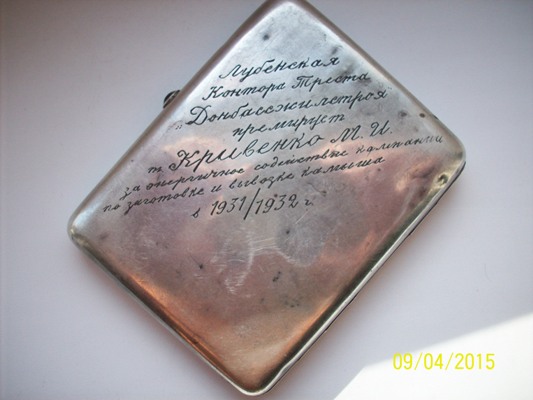 Лубенская
Контора Треста
"Донбассжилстроя
премирует
т Кривенко М. И.
за энергичное содействие кампании
по заготовке и вывозке камыша
в 1931/1932 г.
09/04/2015